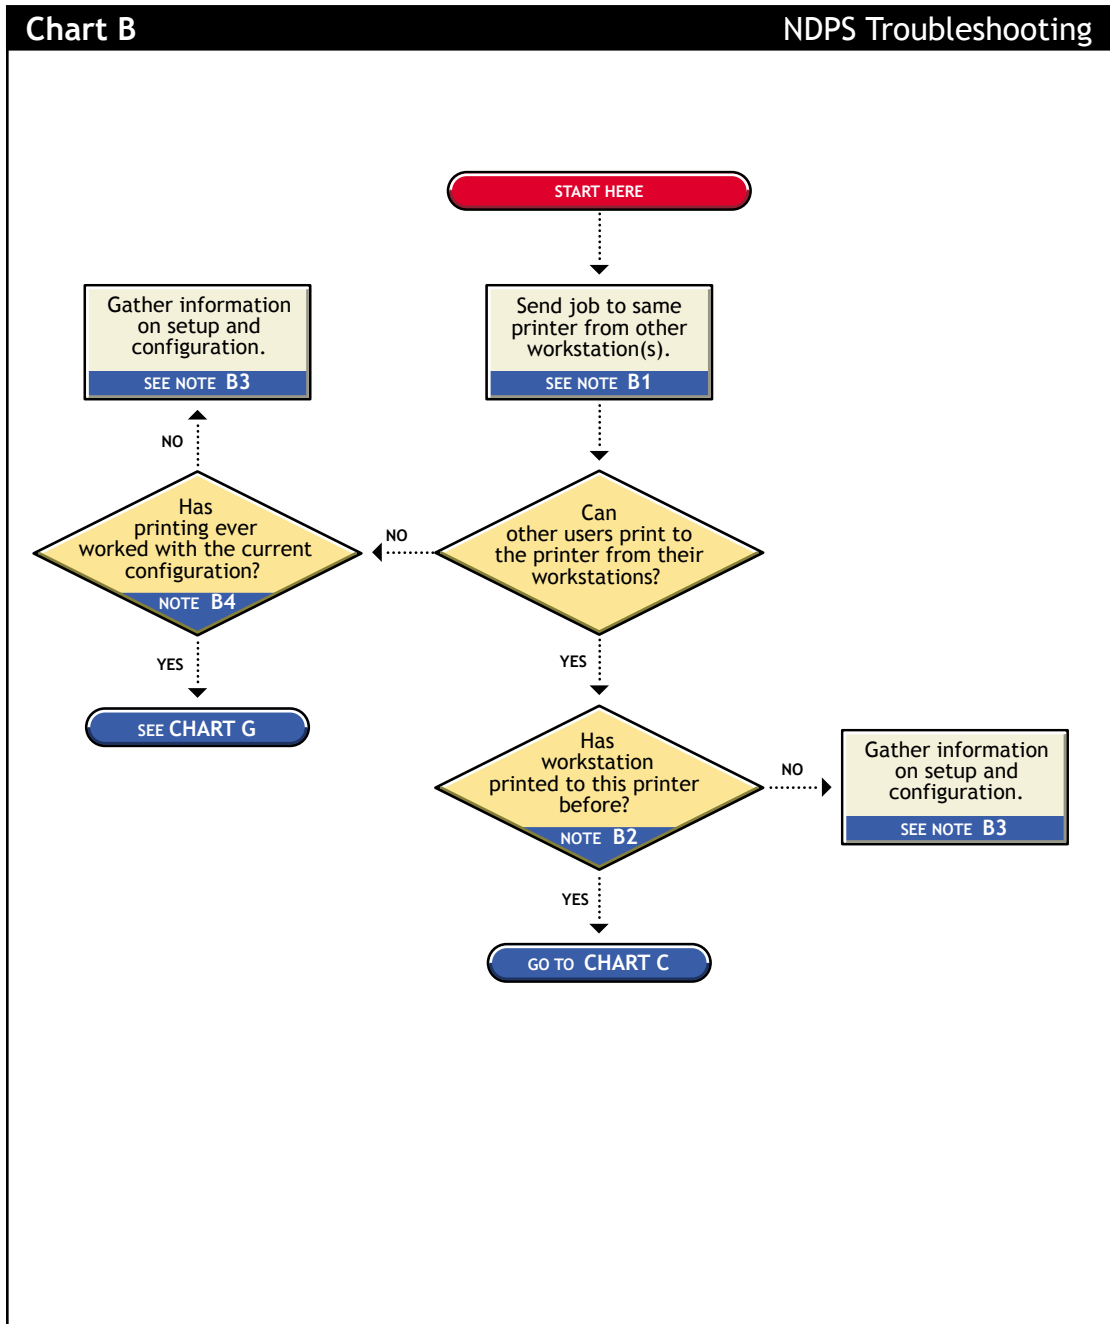 Chart B
NDPS Troubleshooting
START HERE
Send job to same
printer from other
workstation(s).
SEE NOTE B1
Gather information
on setup and
configuration.
SEE NOTE B3
NO
Has
printing ever
worked with the current
configuration?
NOTE B4
NO
Can
other users print to
the printer from their
workstations?
YES
SEE CHART G
YES
Has
workstation
printed to this printer
before?
NOTE B2
NO
Gather information
on setup and
configuration.
SEE NOTE B3
YES
GO TO CHART C